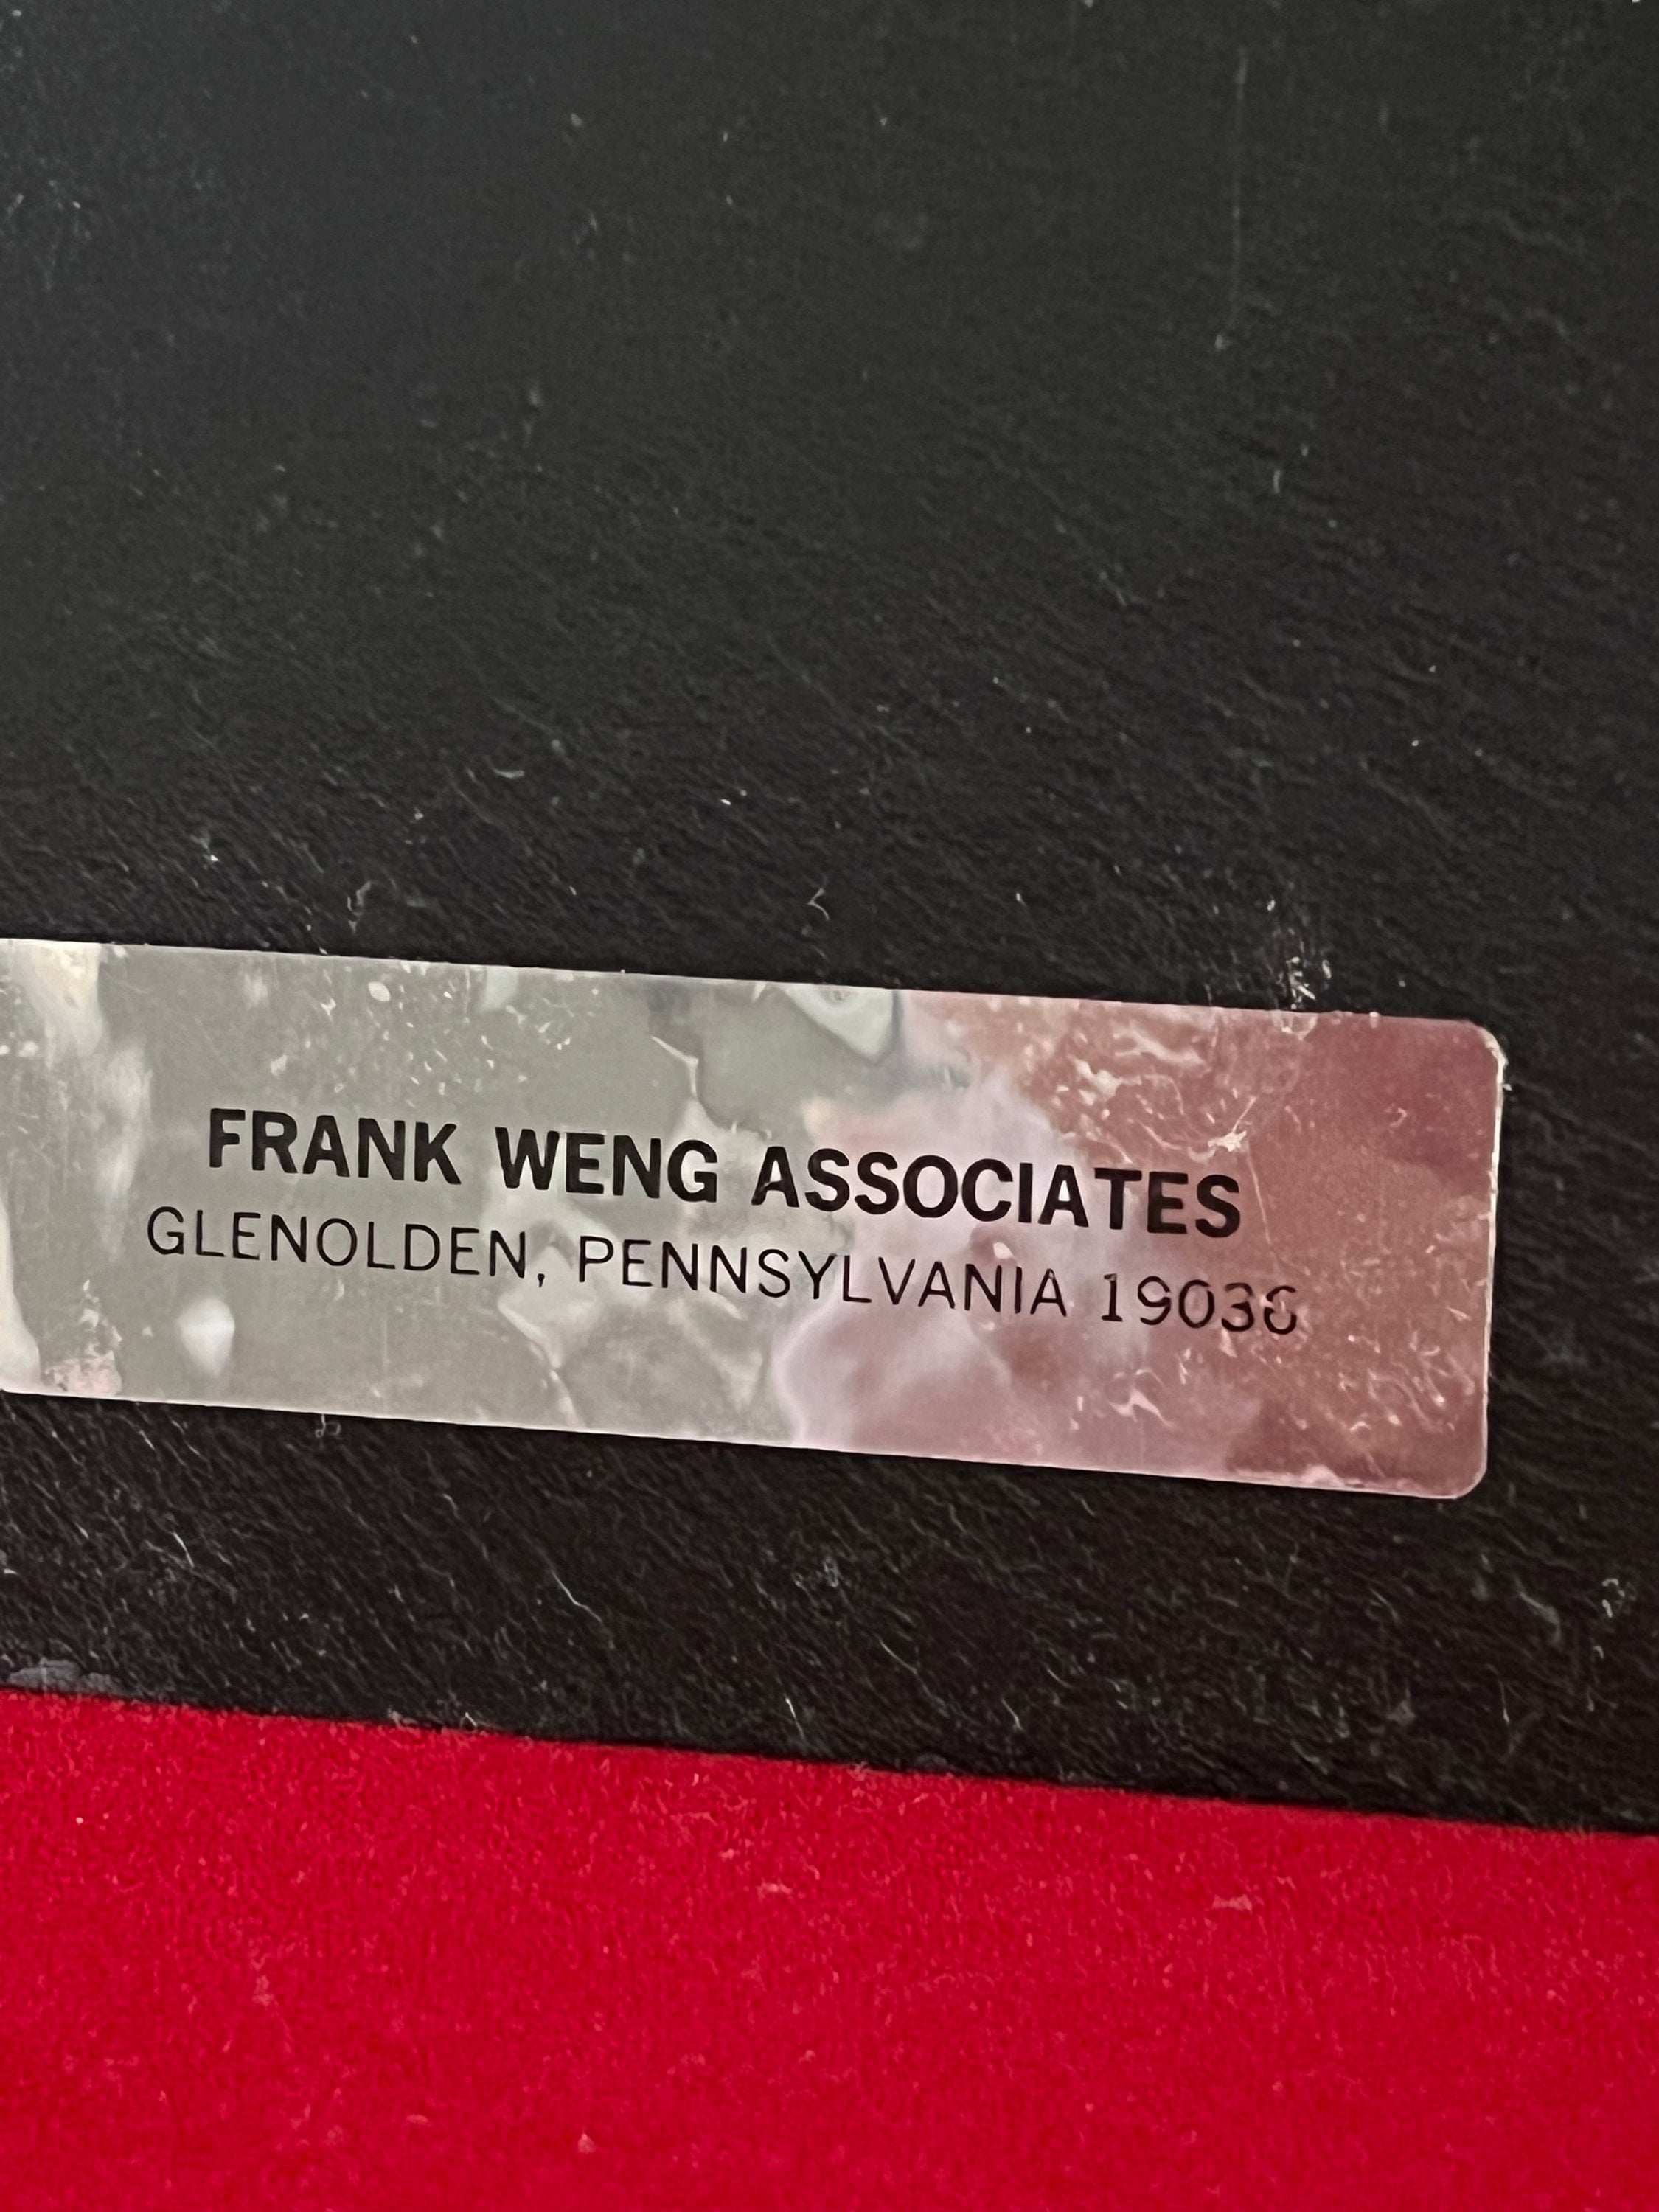 FRANK WENG ASSOCIATES
GLENOLDEN, PENNSYLVANIA 19036